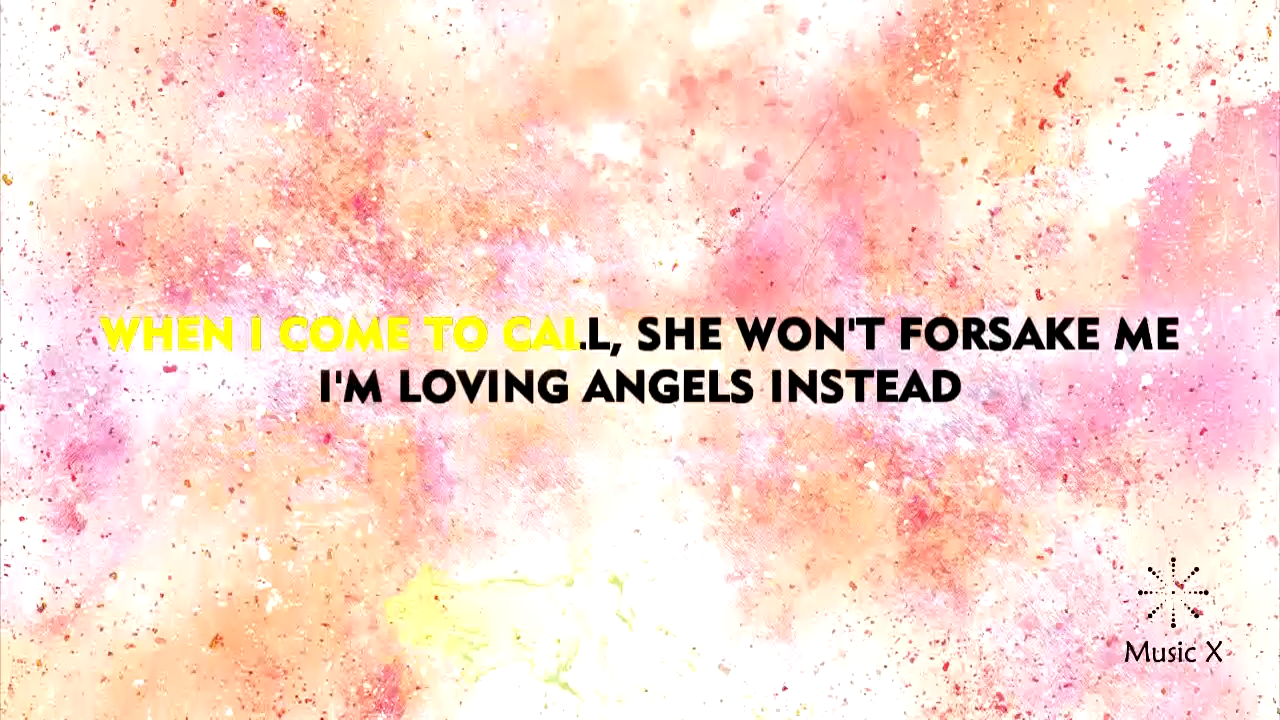 WHEN I COME TO CALL, SHE WON'T FORSAKE ME
I'M LOVING ANGELS INSTEAD
Music X